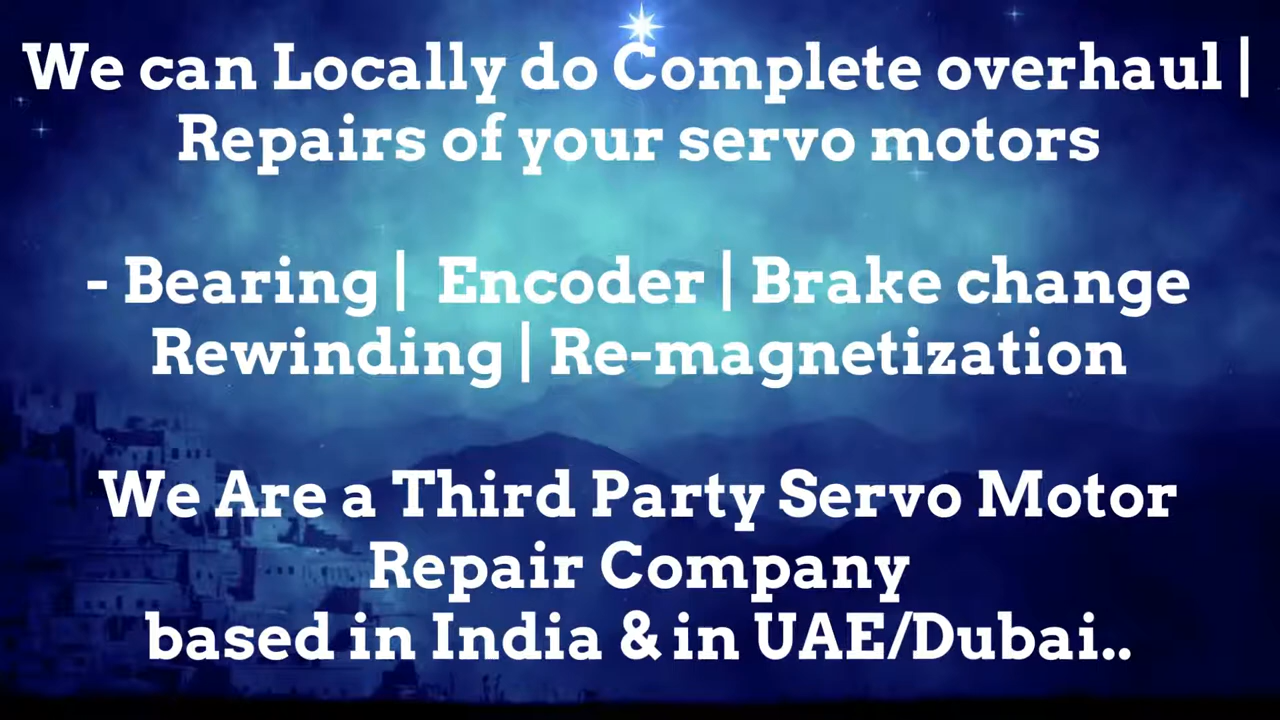 We can Locally do Complete overhaul |
Repairs of your servo motors
- Bearing | Encoder | Brake change
Rewinding | Re-magnetization
We Are a Third Party Servo Motor
Repair Company
based in India & in UAE/Dubai..